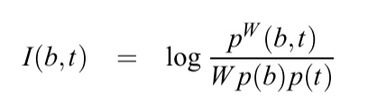 I(b,t) = log p^W(b,t) / W p(b)p(t)